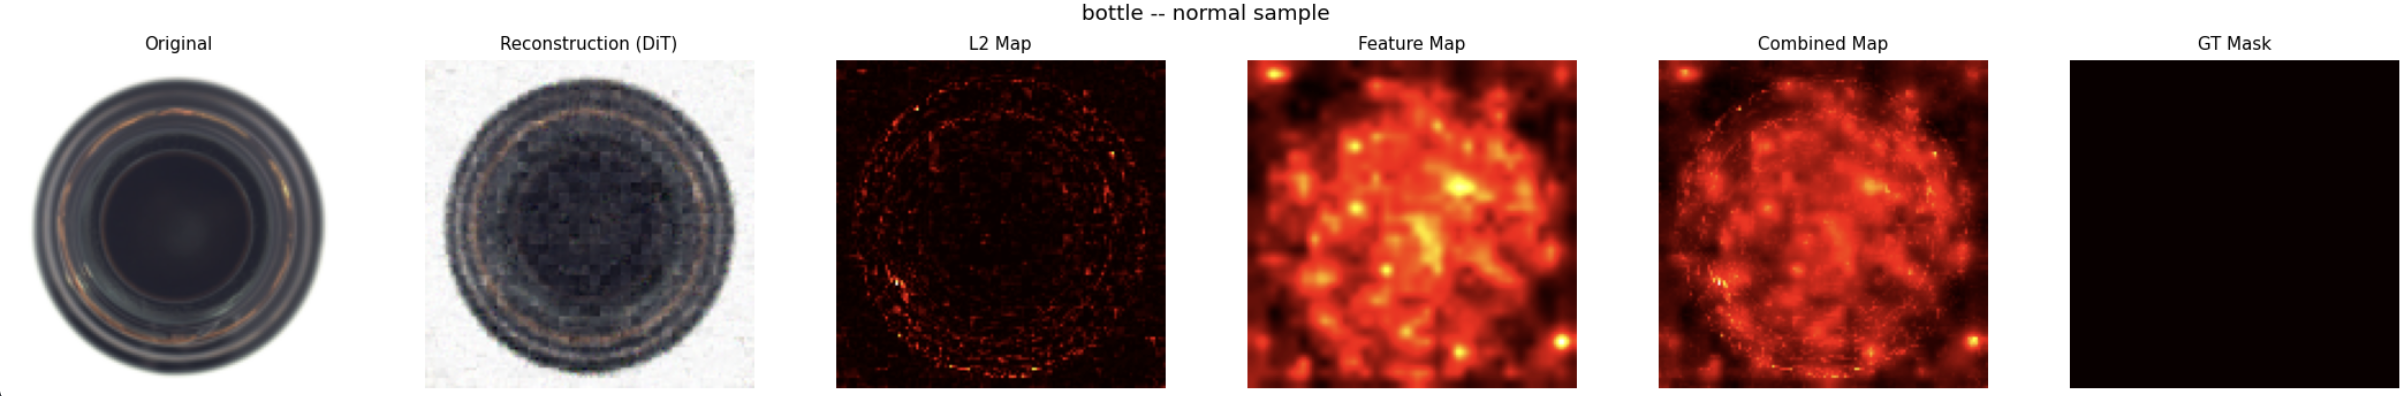 bottle -- normal sample
Original
Reconstruction (DiT)
L2 Map
Feature Map
Combined Map
GT Mask